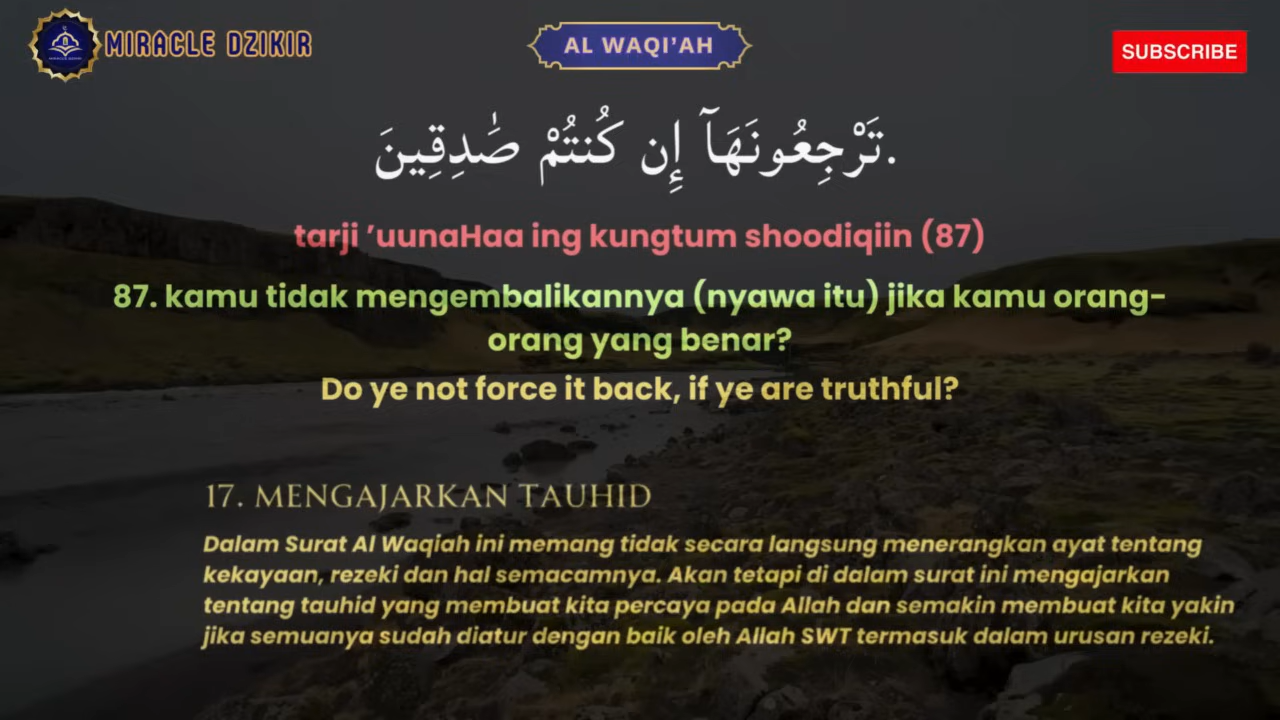 MIRACLE DZIKIR
AL WAQI'AH
SUBSCRIBE
تَرْجِعُونَهَآ إِن كُنتُمْ صَٰدِقِينَ.
tarji ’uunaHaa ing kungtum shoodiqiin (87)
87. kamu tidak mengembalikannya (nyawa itu) jika kamu orang-
orang yang benar?
Do ye not force it back, if ye are truthful?
17. MENGAJARKAN TAUHID
Dalam Surat Al Waqiah ini memang tidak secara langsung menerangkan ayat tentang
kekayaan, rezeki dan hal semacamnya. Akan tetapi di dalam surat ini mengajarkan
tentang tauhid yang membuat kita percaya pada Allah dan semakin membuat kita yakin
jika semuanya sudah diatur dengan baik oleh Allah SWT termasuk dalam urusan rezeki.